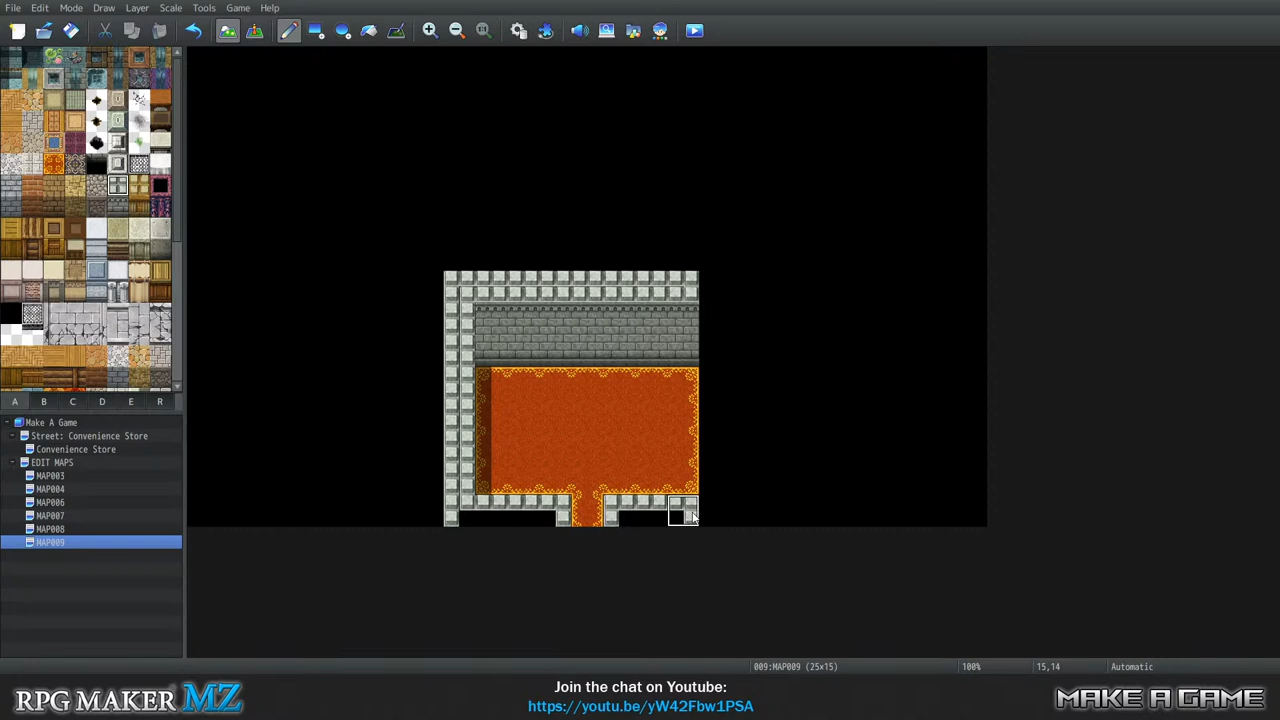 File Edit Mode Draw Layer Scale Tools Game Help
A B C D E R
Make A Game
Street: Convenience Store
Convenience Store
EDIT MAPS
MAP003
MAP004
MAP006
MAP007
MAP008
MAP009
009:MAP009 (25×15) 100% 15,14 Automatic
RPG MAKER MZ
Join the chat on Youtube:
https://youtu.be/yW42Fbw1PSA
MAKE A GAME